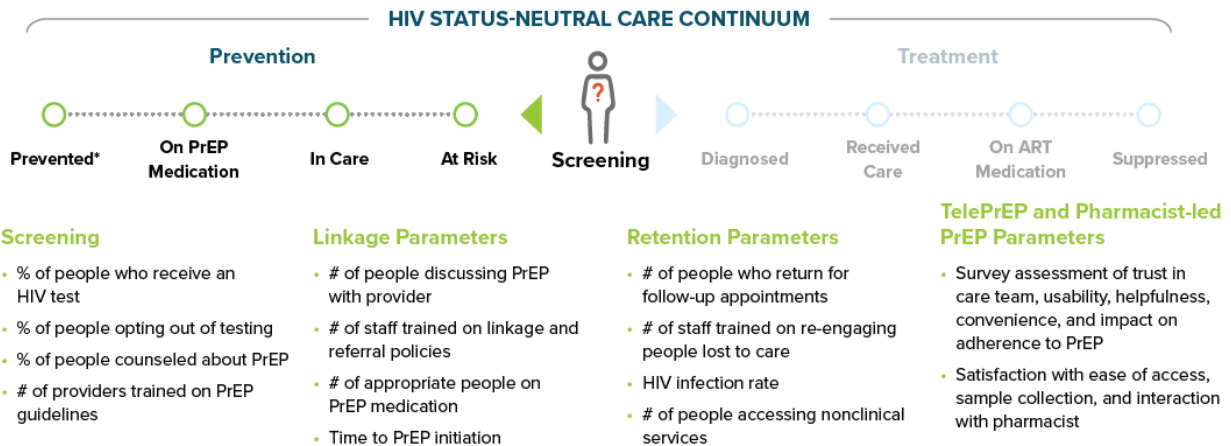 HIV STATUS-NEUTRAL CARE CONTINUUM
Prevention
Treatment
?
Prevented*
On PrEP
Medication
In Care
At Risk
Screening
Diagnosed
Received
Care
On ART
Medication
Suppressed
Screening
• % of people who receive an
HIV test
• % of people opting out of testing
• % of people counseled about PrEP
• # of providers trained on PrEP
guidelines
Linkage Parameters
• # of people discussing PrEP
with provider
• # of staff trained on linkage and
referral policies
• # of appropriate people on
PrEP medication
• Time to PrEP initiation
Retention Parameters
• # of people who return for
follow-up appointments
• # of staff trained on re-engaging
people lost to care
• HIV infection rate
• # of people accessing nonclinical
services
TelePrEP and Pharmacist-led
PrEP Parameters
• Survey assessment of trust in
care team, usability, helpfulness,
convenience, and impact on
adherence to PrEP
• Satisfaction with ease of access,
sample collection, and interaction
with pharmacist